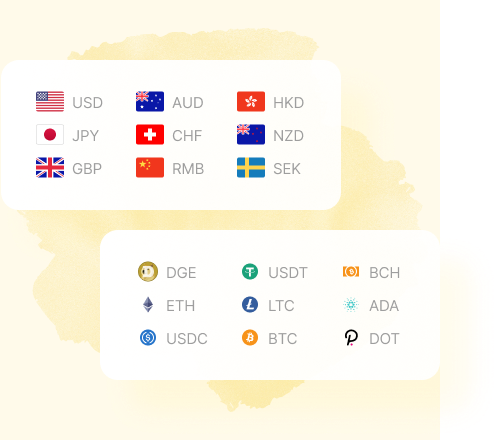 USD AUD HKD
JPY CHF NZD
GBP RMB SEK
DGE USDT BCH
ETH LTC ADA
USDC BTC DOT